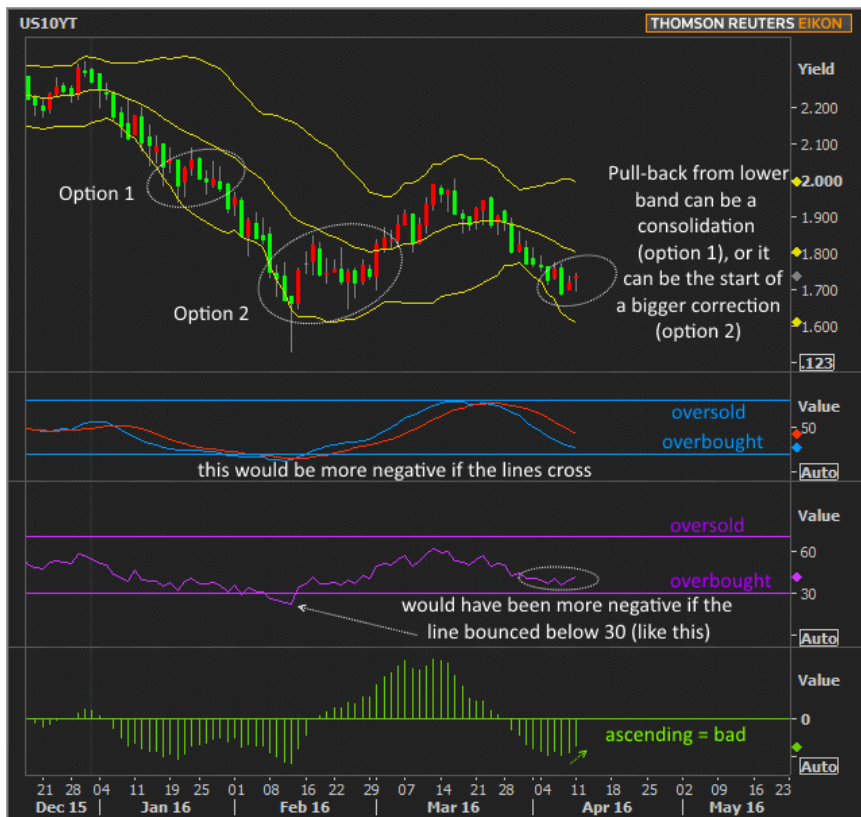 US10YT
THOMSON REUTERS EIKON
Yield
2.200
2.100
2.000
1.900
1.800
1.700
1.600
.123
Option 1
Option 2
Pull-back from lower
band can be a
consolidation
(option 1), or it
can be the start of
a bigger correction
(option 2)
Value
50
Auto
oversold
overbought
this would be more negative if the lines cross
Value
60
30
Auto
oversold
overbought
would have been more negative if the
line bounced below 30 (like this)
Value
0
Auto
ascending = bad
21 28 04 11 19 25 01 08 16 22 29 07 14 21 28 04 11 18 25 02 09 16 23
Dec 15 Jan 16 Feb 16 Mar 16 Apr 16 May 16